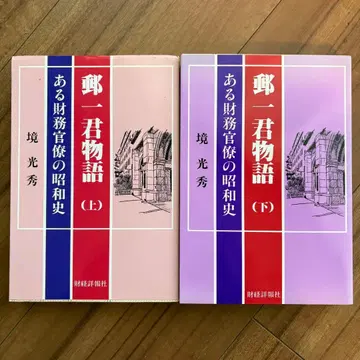 郵一君物語(上)
ある財務官僚の昭和史
境光秀
財経詳報社
郵一君物語(下)
ある財務官僚の昭和史
境光秀
財経詳報社